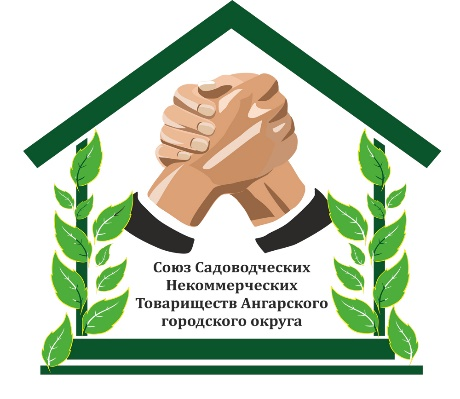 Союз Садоводческих
Некоммерческих
Товариществ Ангарского
городского округа